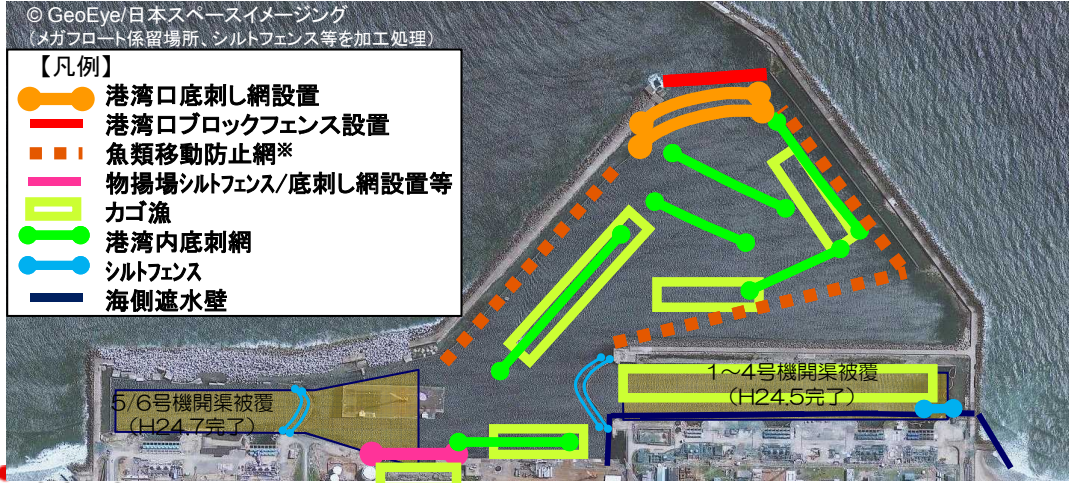 © GeoEye/日本スペースイメージング
(メガフロート係留場所、シルトフェンス等を加工処理)
【凡例】
港湾口底刺し網設置
港湾口ブロックフェンス設置
魚類移動防止網※
物揚場シルトフェンス/底刺し網設置等
カゴ漁
港湾内底刺網
シルトフェンス
海側遮水壁
1～4号機開渠被覆
(H24.5完了)
5/6号機開渠被覆
(H24.7完了)